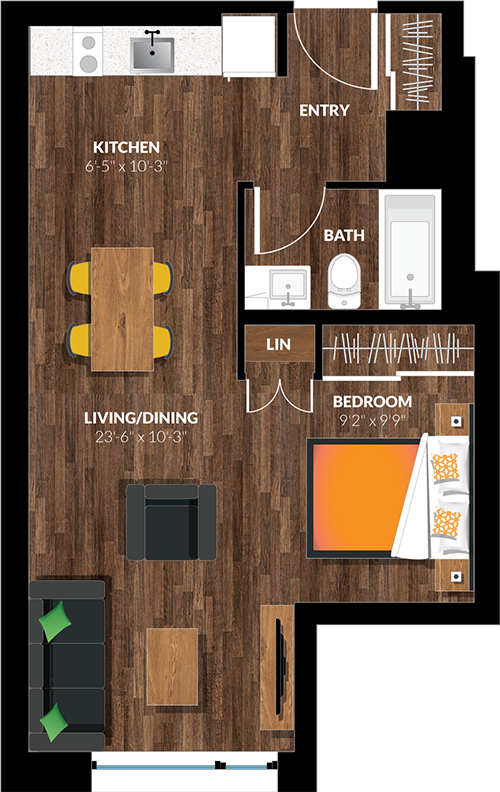 ENTRY
KITCHEN
6'-5" x 10'-3"
BATH
LIN
BEDROOM
9'2" x 9'9"
LIVING/DINING
23'-6" x 10'-3"